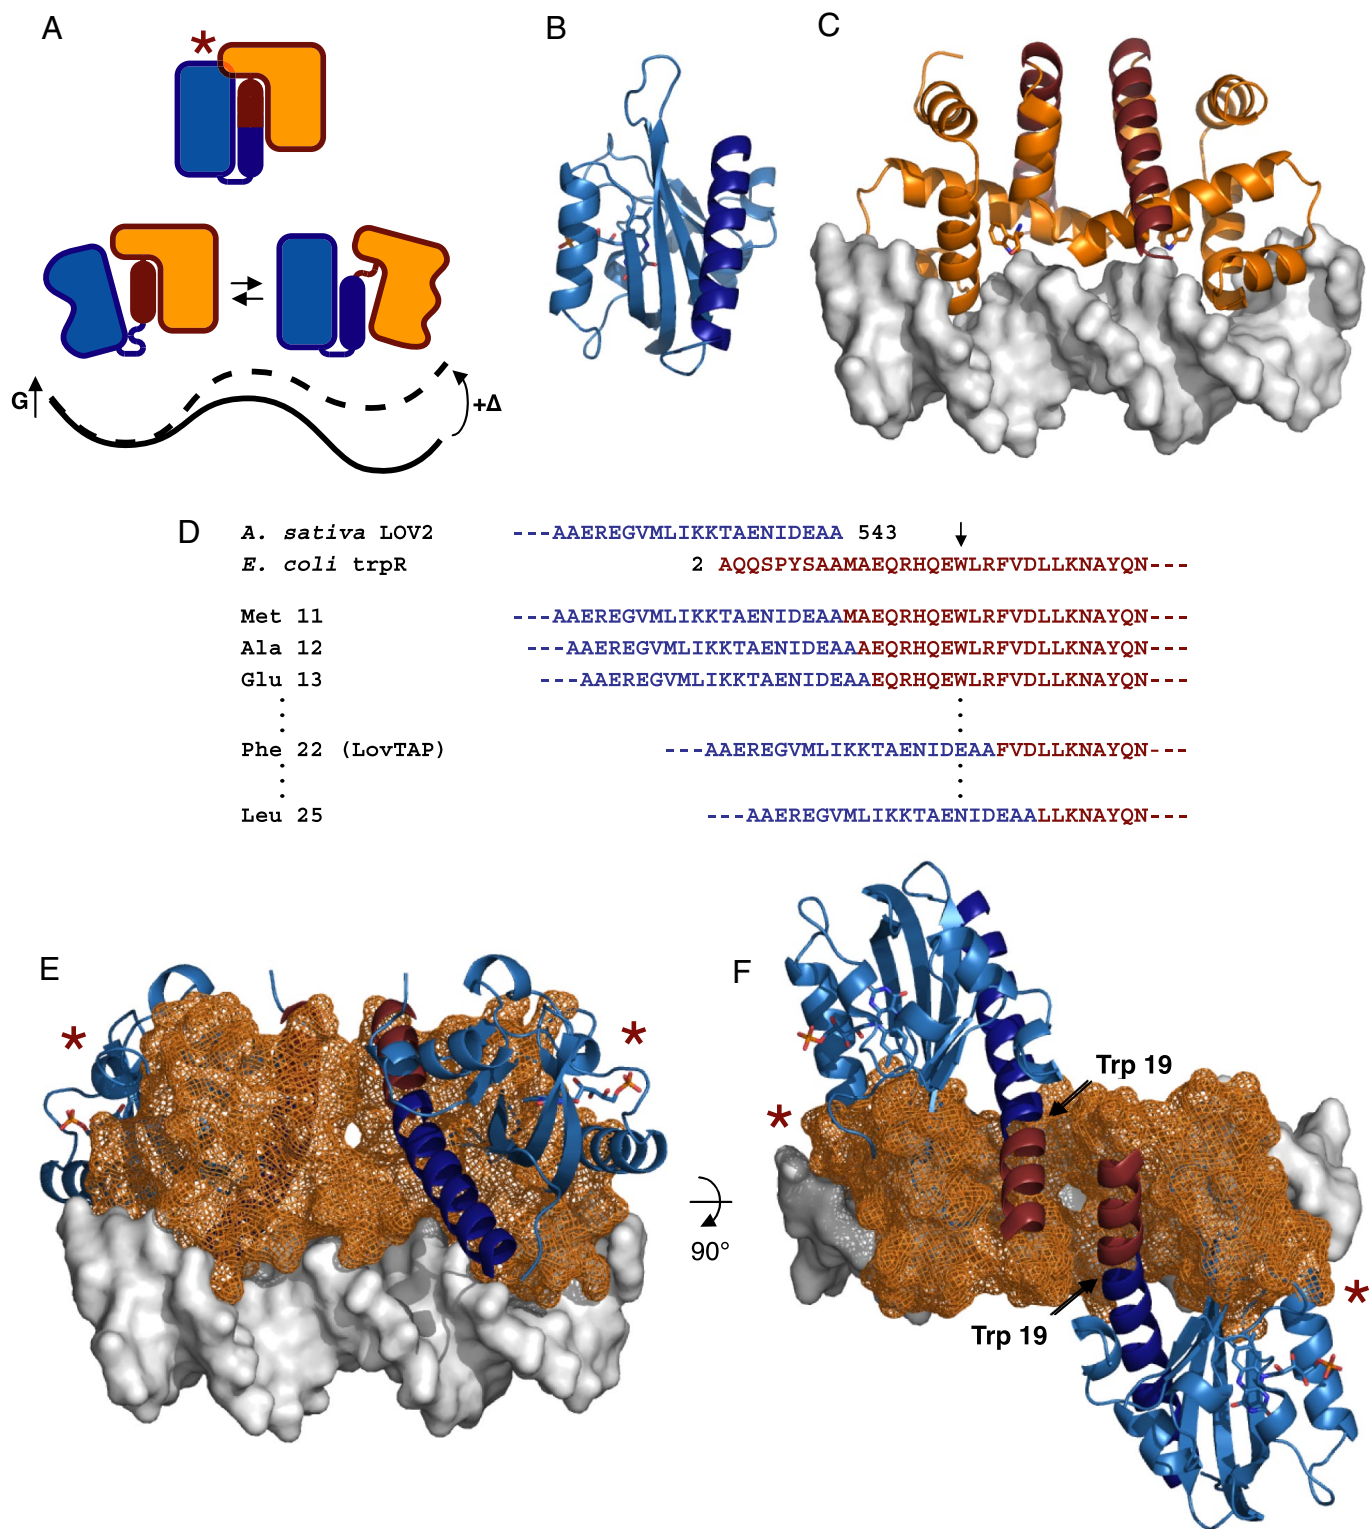 A
*
G
+Δ
B
C
D
A. sativa LOV2 ---AAEREGVMLIKKTAENIDEAA 543
E. coli trpR 2 AQQSPYSAAMAEQRHQEWLRFVDLLKNAYQN---
Met 11 ---AAEREGVMLIKKTAENIDEAAMAEQRHQEWLRFVDLLKNAYQN---
Ala 12 ---AAEREGVMLIKKTAENIDEAAAEQRHQEWLRFVDLLKNAYQN---
Glu 13 ---AAEREGVMLIKKTAENIDEAAEQRHQEWLRFVDLLKNAYQN---
Phe 22 (LovTAP) ---AAEREGVMLIKKTAENIDEAAFVDLLKNAYQN---
Leu 25 ---AAEREGVMLIKKTAENIDEAALLKNAYQN---
E
* *
90°
F
Trp 19
*
Trp 19
*